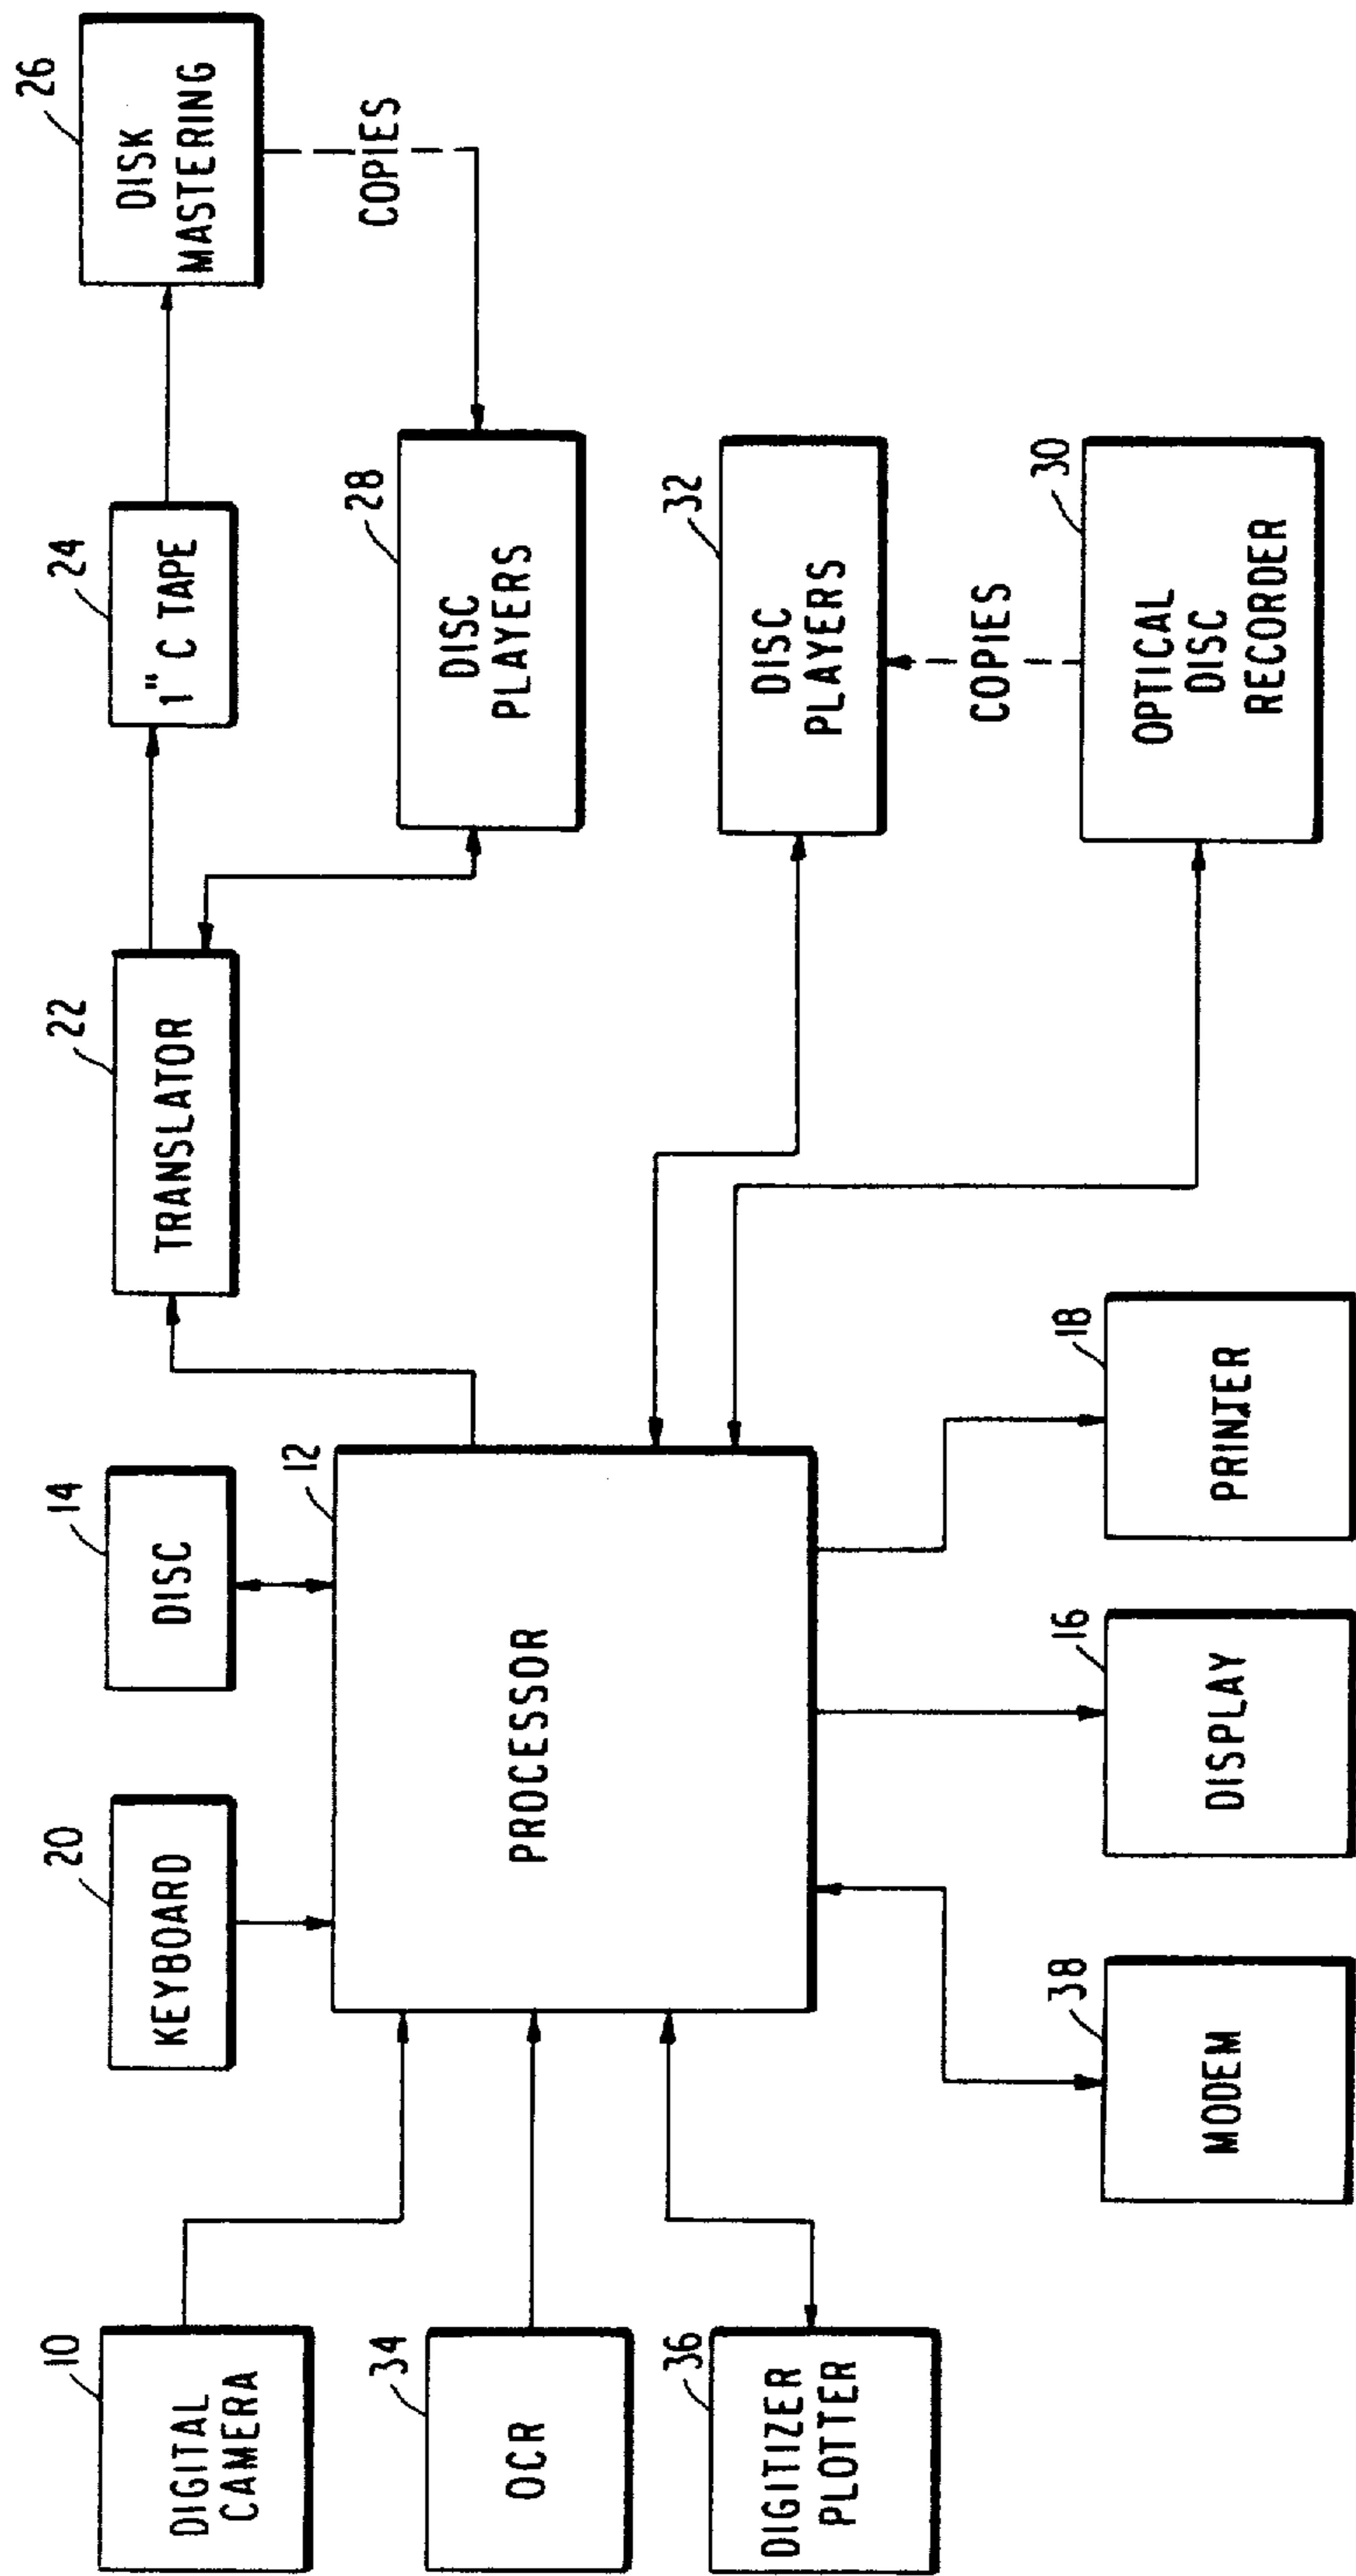 10
DIGITAL
CAMERA
34
OCR
36
DIGITIZER
PLOTTER
20
KEYBOARD
14
DISC
12
PROCESSOR
38
MODEM
16
DISPLAY
18
PRINTER
22
TRANSLATOR
24
1" C TAPE
26
DISK
MASTERING
COPIES
28
DISC
PLAYERS
32
DISC
PLAYERS
COPIES
30
OPTICAL
DISC
RECORDER